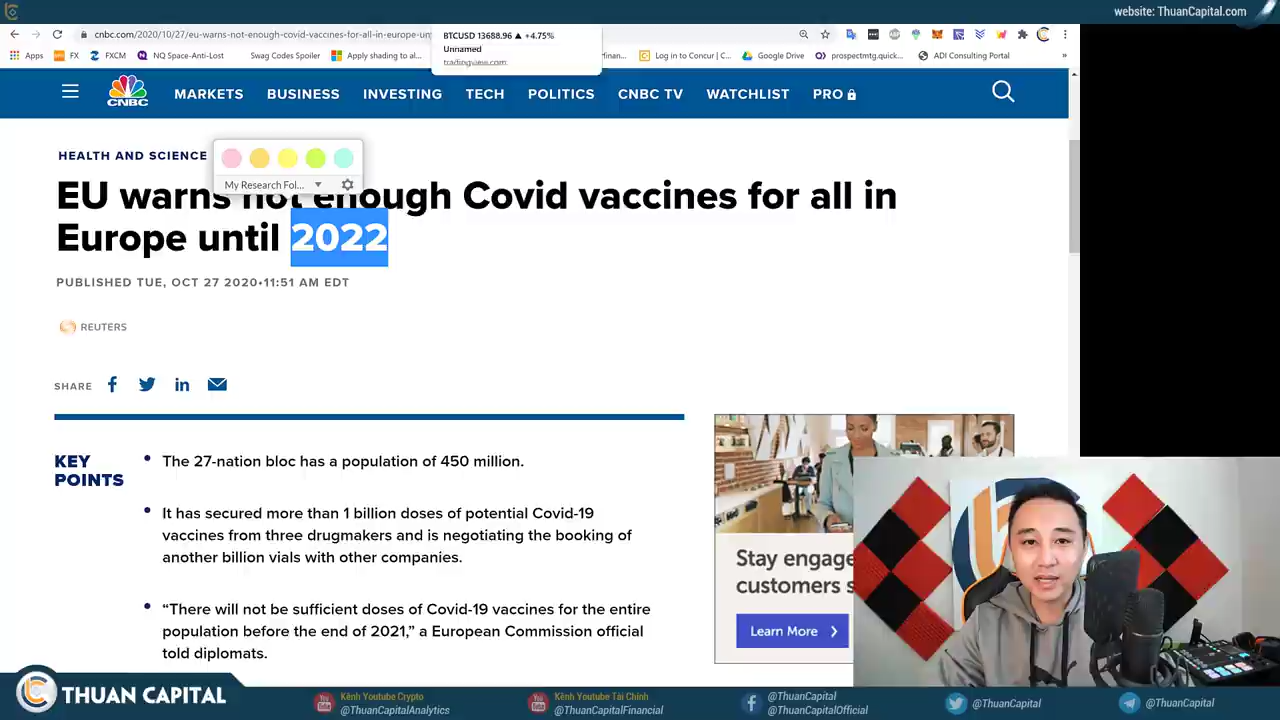 website: ThuanCapital.com
cnbc.com/2020/10/27/eu-warns-not-enough-covid-vaccines-for-all-in-europe-un
BTCUSD 13688.96 ▲ +4.75%
Unnamed
tradingview.com
Apps
FX
FXCM
NQ Space-Anti-Lost
Swag Codes Spoiler
Apply shading to al...
Log in to Concur | C...
Google Drive
prospectmtg.quick...
ADI Consulting Portal
CNBC
MARKETS
BUSINESS
INVESTING
TECH
POLITICS
CNBC TV
WATCHLIST
PRO
HEALTH AND SCIENCE
My Research Fol...
EU warns not enough Covid vaccines for all in
Europe until 2022
PUBLISHED TUE, OCT 27 2020•11:51 AM EDT
REUTERS
SHARE
KEY
POINTS
• The 27-nation bloc has a population of 450 million.
• It has secured more than 1 billion doses of potential Covid-19
vaccines from three drugmakers and is negotiating the booking of
another billion vials with other companies.
• “There will not be sufficient doses of Covid-19 vaccines for the entire
population before the end of 2021,” a European Commission official
told diplomats.
Stay engage
customers s
Learn More
THUAN CAPITAL
Kênh Youtube Crypto
@ThuanCapitalAnalytics
Kênh Youtube Tài Chính
@ThuanCapitalFinancial
@ThuanCapital
@ThuanCapitalOfficial
@ThuanCapital
@ThuanCapital